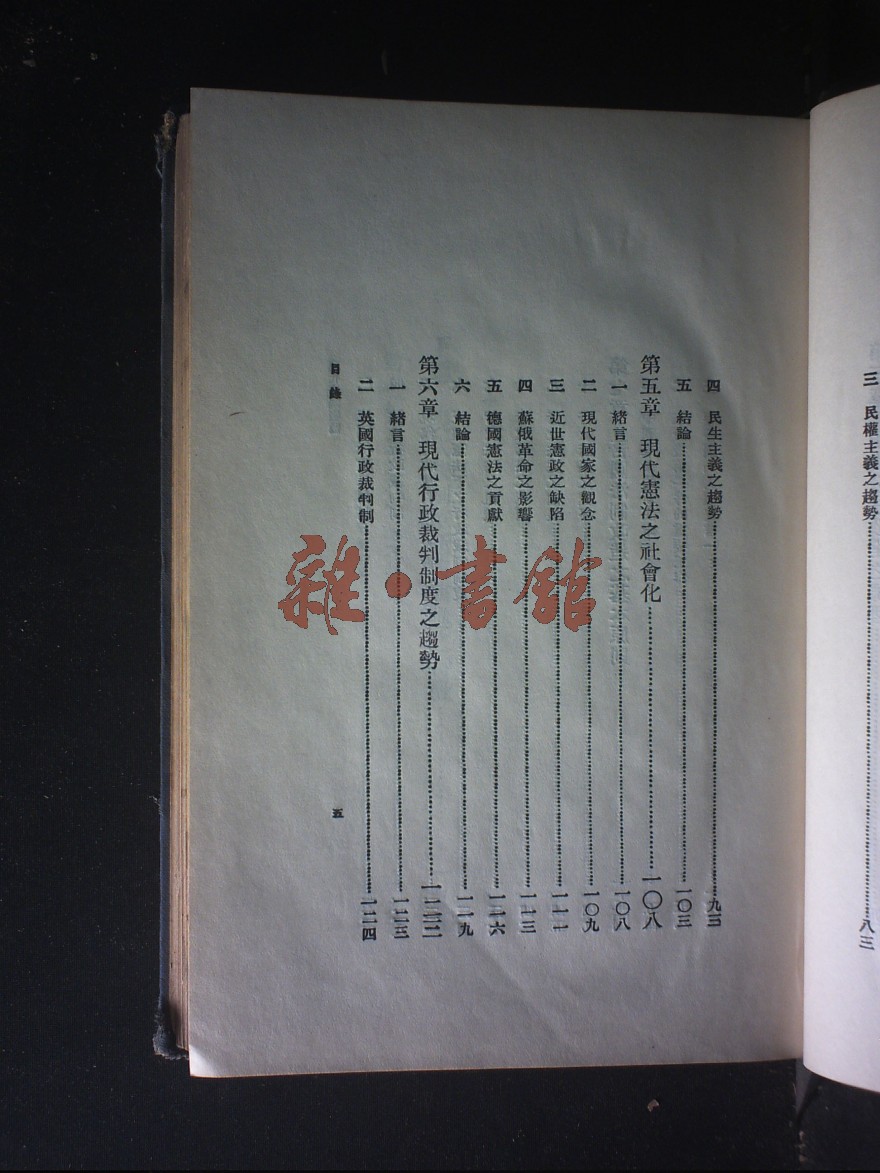 三　民權主義之趨勢……八三
四　民生主義之趨勢……九三
五　結論……一〇三
第五章　現代憲法之社會化……一〇八
一　緒言……一〇八
二　現代國家之觀念……一〇九
三　近世憲政之缺陷……一一一
四　蘇俄革命之影響……一一三
五　德國憲法之貢獻……一一六
六　結論……一一九
第六章　現代行政裁判制度之趨勢……一二三
一　緒言……一二三
二　英國行政裁判制……一二四
目錄
五
雜·書館